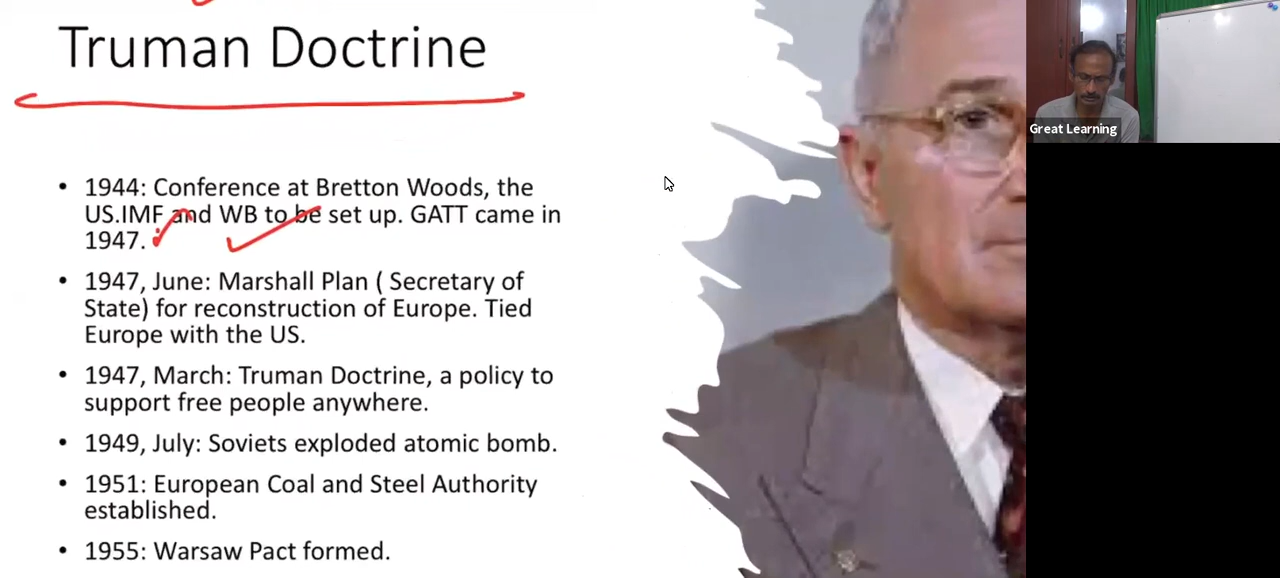 Truman Doctrine
• 1944: Conference at Bretton Woods, the
US.IMF and WB to be set up. GATT came in
1947.
• 1947, June: Marshall Plan ( Secretary of
State) for reconstruction of Europe. Tied
Europe with the US.
• 1947, March: Truman Doctrine, a policy to
support free people anywhere.
• 1949, July: Soviets exploded atomic bomb.
• 1951: European Coal and Steel Authority
established.
• 1955: Warsaw Pact formed.
Great Learning